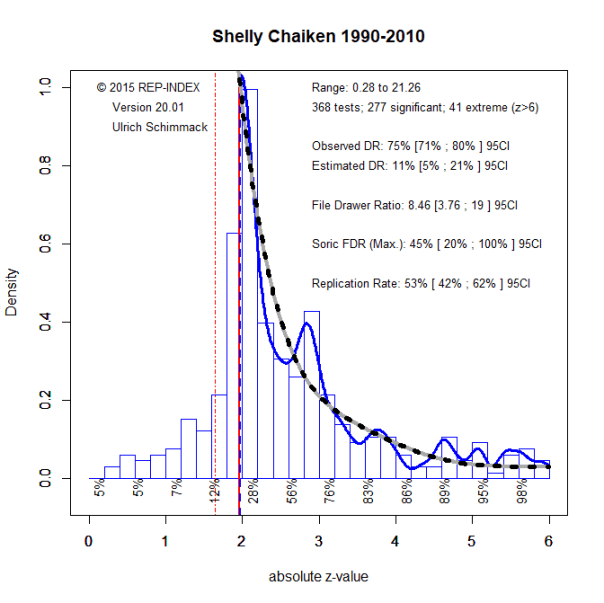 Shelly Chaiken 1990-2010
© 2015 REP-INDEX
Version 20.01
Ulrich Schimmack
Range: 0.28 to 21.26
368 tests; 277 significant; 41 extreme (z>6)
Observed DR: 75% [71% ; 80% ] 95CI
Estimated DR: 11% [5% ; 21% ] 95CI
File Drawer Ratio: 8.46 [3.76 ; 19 ] 95CI
Soric FDR (Max.): 45% [ 20% ; 100% ] 95CI
Replication Rate: 53% [ 42% ; 62% ] 95CI
Density
1.0
0.8
0.6
0.4
0.2
0.0
5% 5% 7% 12% 28% 56% 76% 83% 86% 89% 95% 98%
0 1 2 3 4 5 6
absolute z-value